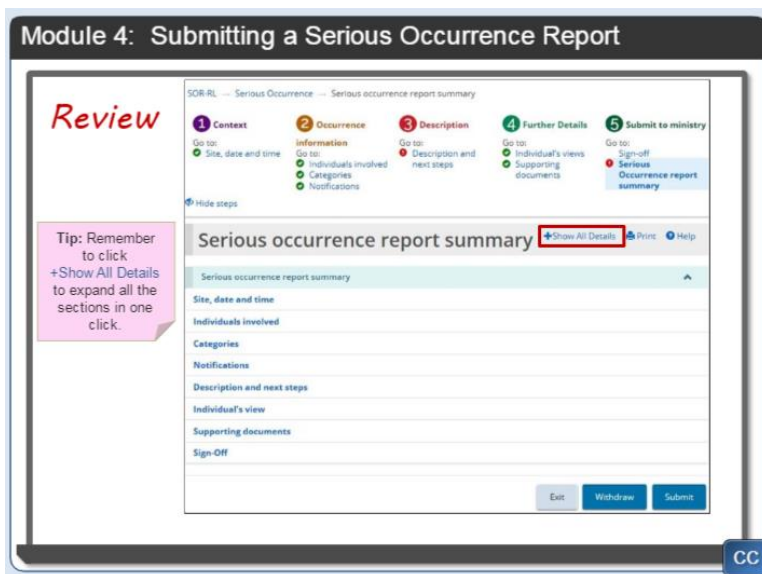 Module 4: Submitting a Serious Occurrence Report
Review
SOR-RL — Serious Occurrence — Serious occurrence report summary
1 Context
Go to:
Site, date and time
2 Occurrence
information
Go to:
Individuals involved
Categories
Notifications
3 Description
Go to:
Description and
next steps
4 Further Details
Go to:
Individual's views
Supporting
documents
5 Submit to ministry
Go to:
Sign-off
Serious
Occurrence report
summary
Hide steps
Tip: Remember
to click
+Show All Details
to expand all the
sections in one
click.
Serious occurrence report summary
+Show All Details Print Help
Serious occurrence report summary
Site, date and time
Individuals involved
Categories
Notifications
Description and next steps
Individual's view
Supporting documents
Sign-Off
Exit Withdraw Submit
CC